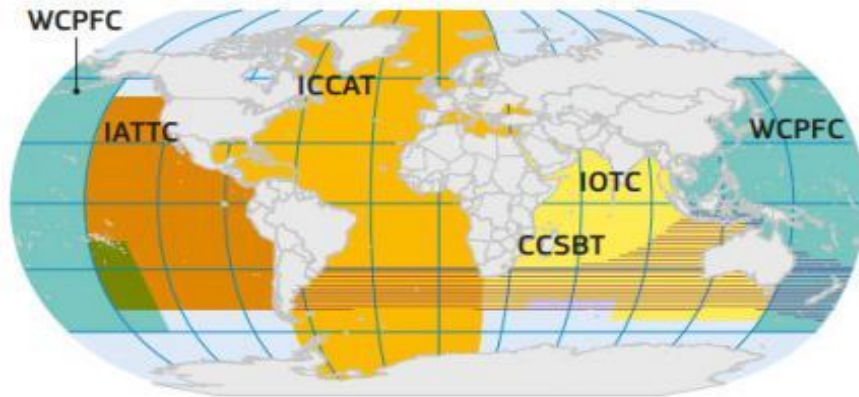 WCPFC
ICCAT
IATTC
WCPFC
IOTC
CCSBT